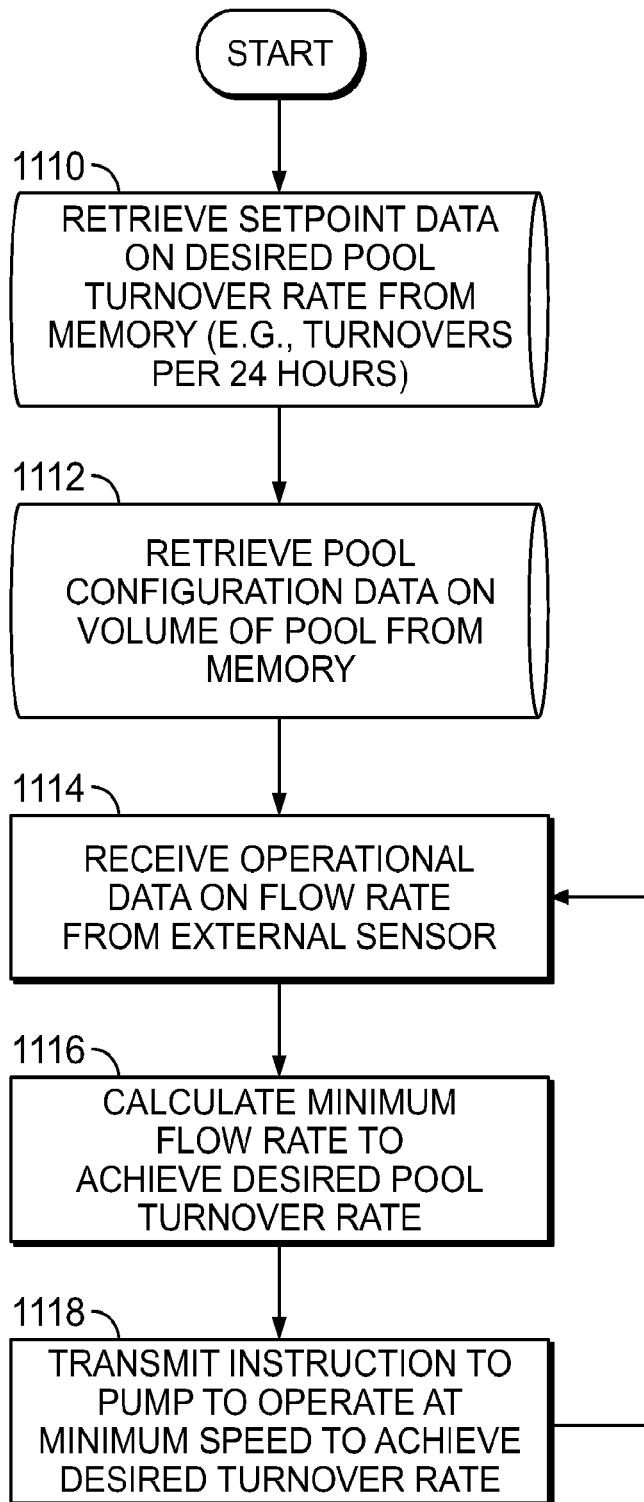 START
1110
RETRIEVE SETPOINT DATA
ON DESIRED POOL
TURNOVER RATE FROM
MEMORY (E.G., TURNOVERS
PER 24 HOURS)
1112
RETRIEVE POOL
CONFIGURATION DATA ON
VOLUME OF POOL FROM
MEMORY
1114
RECEIVE OPERATIONAL
DATA ON FLOW RATE
FROM EXTERNAL SENSOR
1116
CALCULATE MINIMUM
FLOW RATE TO
ACHIEVE DESIRED POOL
TURNOVER RATE
1118
TRANSMIT INSTRUCTION TO
PUMP TO OPERATE AT
MINIMUM SPEED TO ACHIEVE
DESIRED TURNOVER RATE